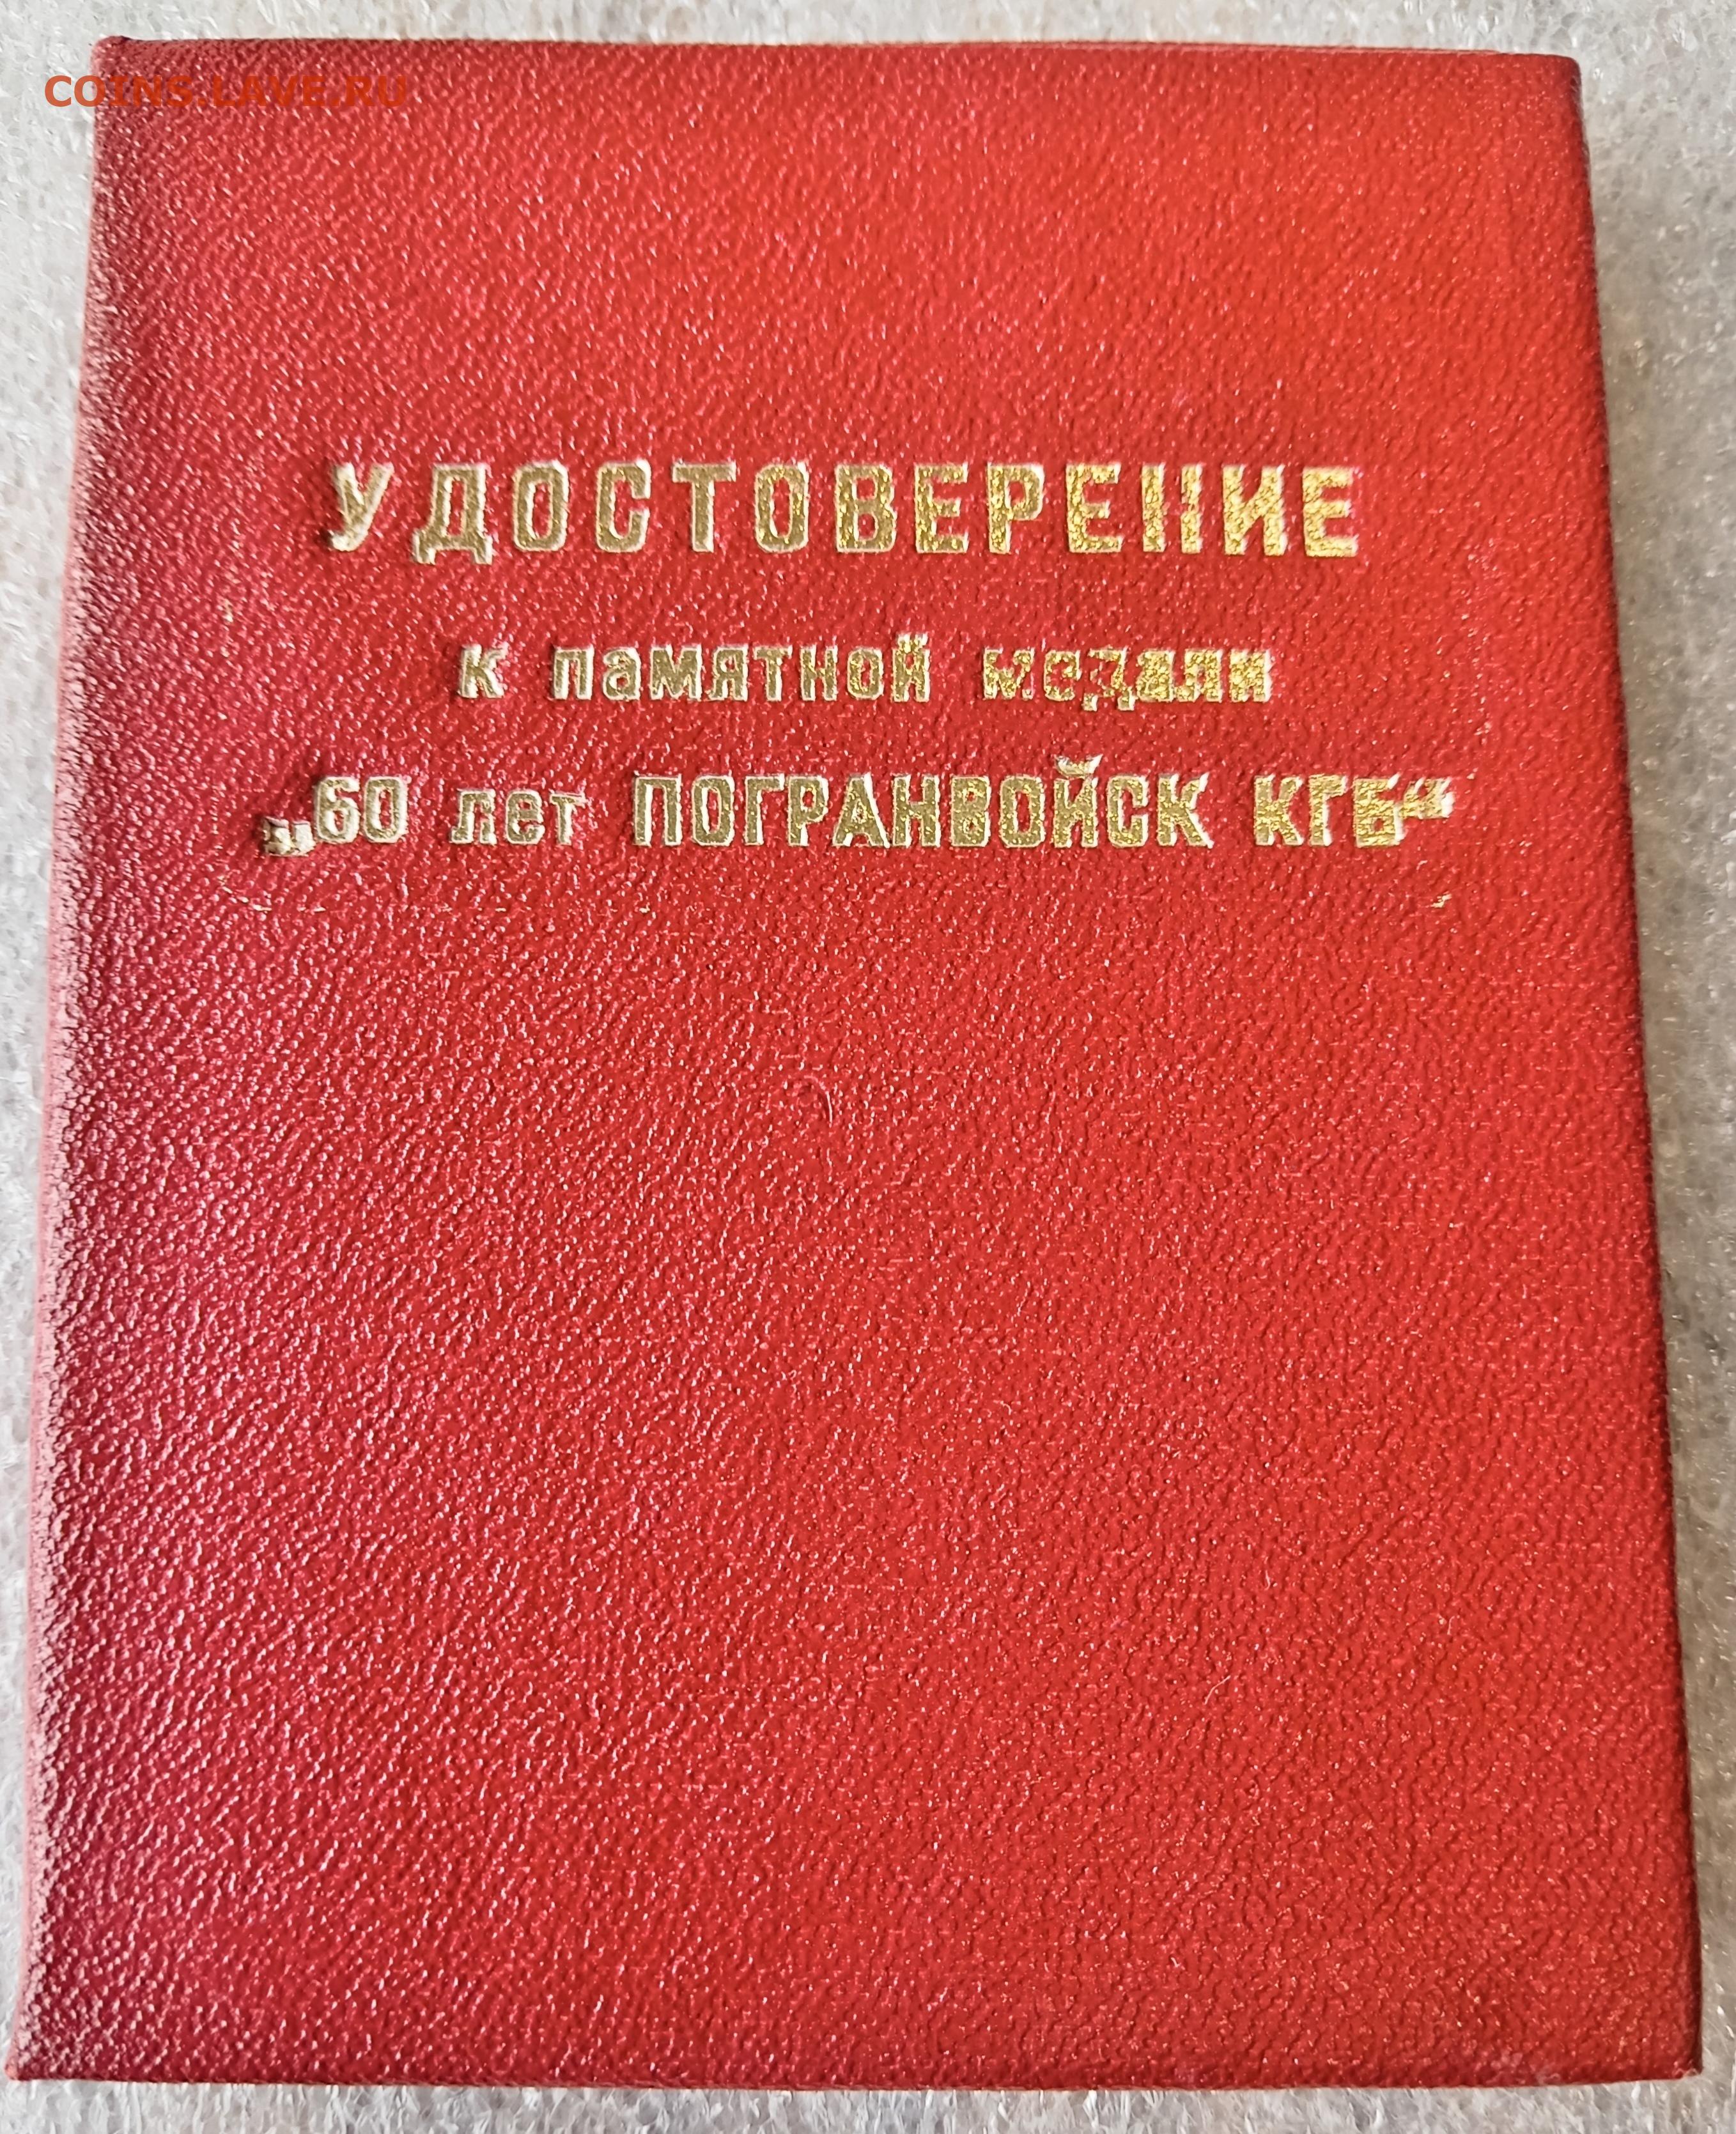 COINS.LAVE.RU
УДОСТОВЕРЕНИЕ
к памятной медали
„60 лет ПОГРАНВОЙСК КГБ“